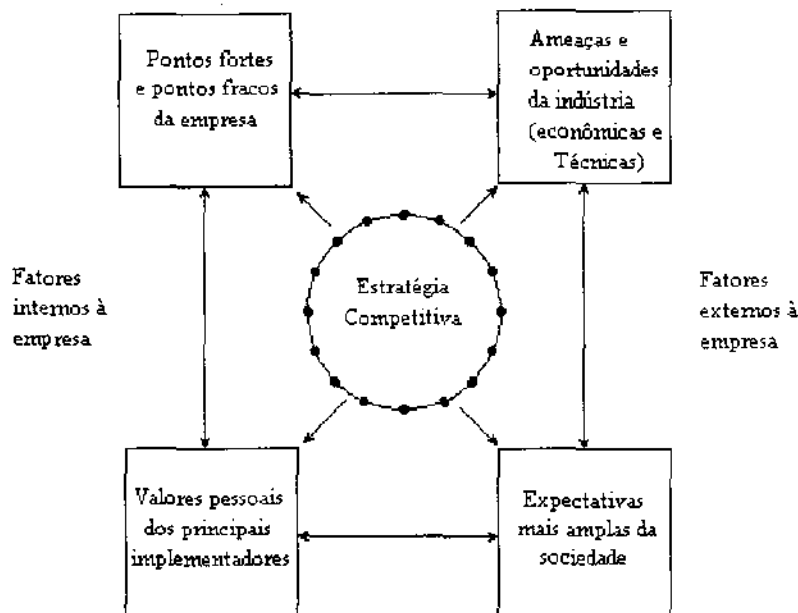 Pontos fortes
e pontos fracos
da empresa
Ameaças e
oportunidades
da indústria
(econômicas e
Técnicas)
Fatores
internos à
empresa
Estratégia
Competitiva
Fatores
externos à
empresa
Valores pessoais
dos principais
implementadores
Expectativas
mais amplas da
sociedade